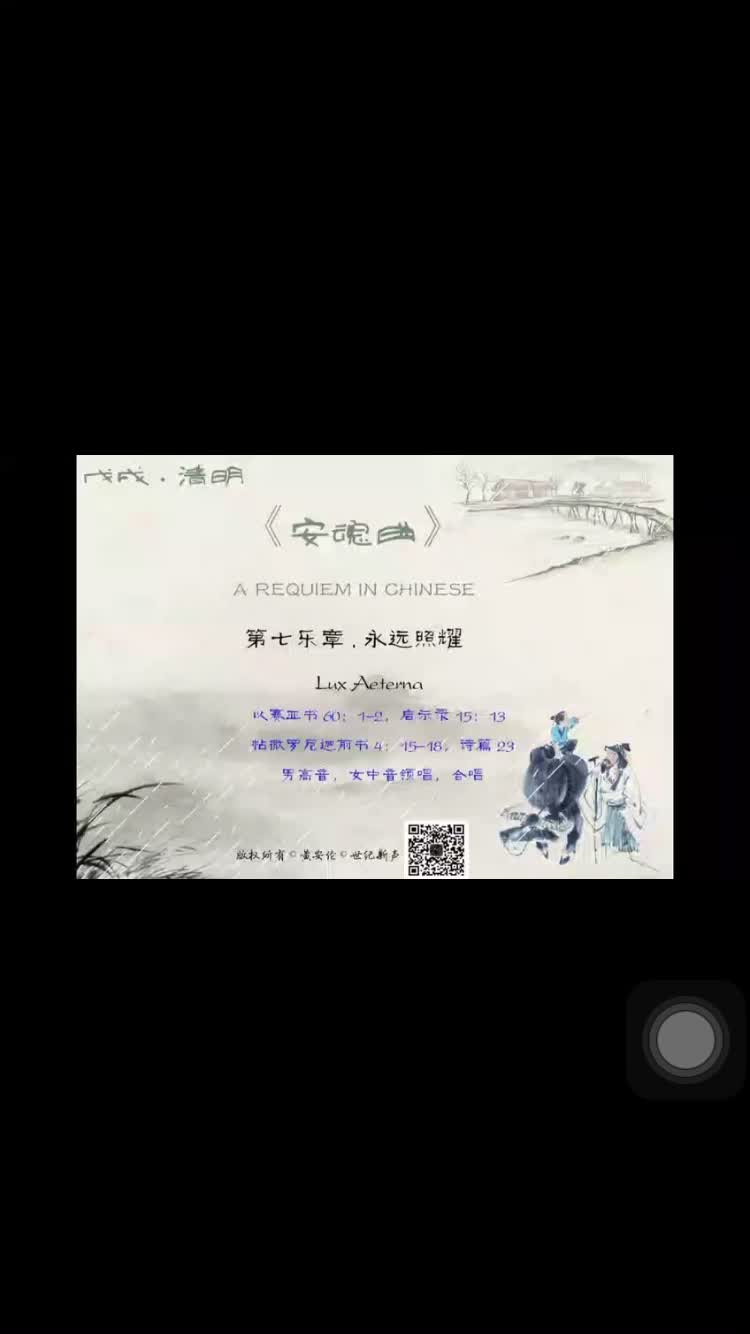 戊戌·清明
《安魂曲》
A REQUIEM IN CHINESE
第七乐章.永远照耀
Lux Aeterna
以赛亚书 60：1-2，启示录 15：13
帖撒罗尼迦前书 4：15-18，诗篇 23
男高音，女中音领唱，合唱
版权所有©黄安伦©世纪新声